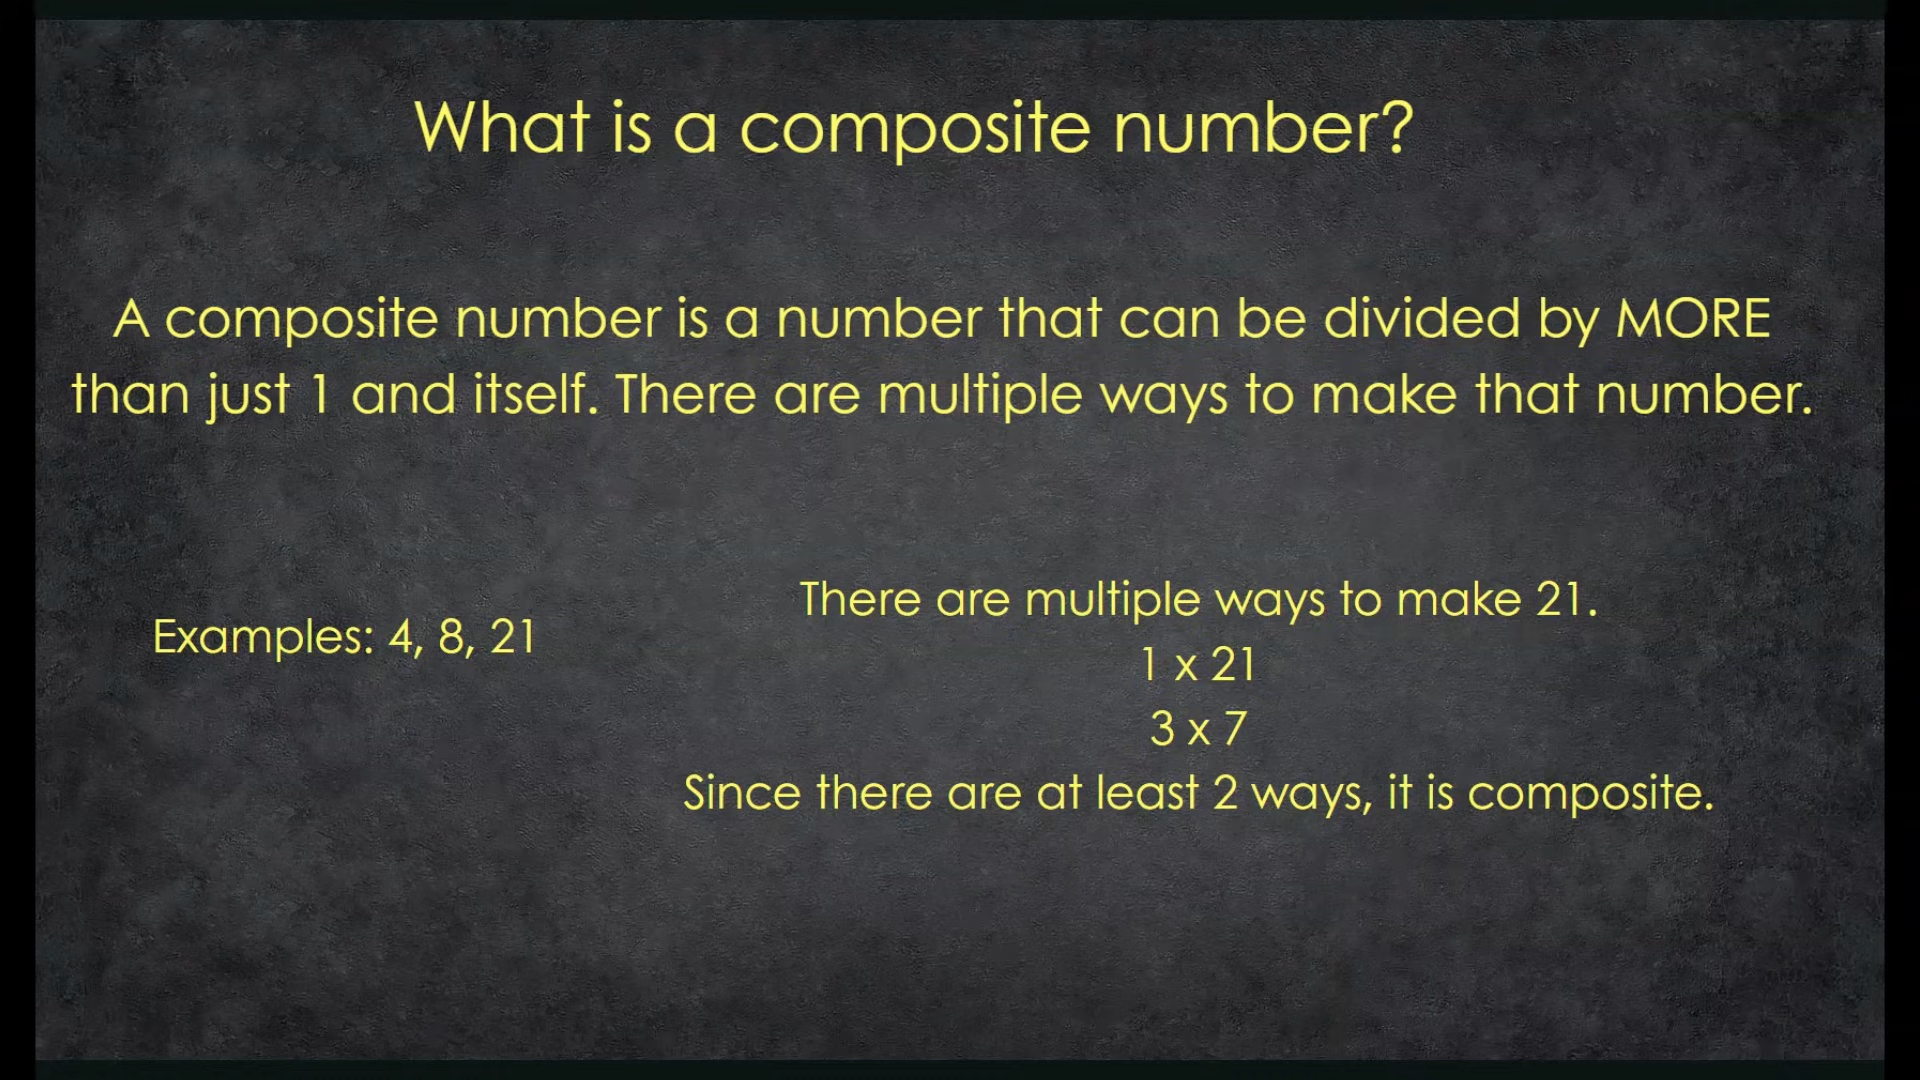 What is a composite number?
A composite number is a number that can be divided by MORE
than just 1 and itself. There are multiple ways to make that number.
Examples: 4, 8, 21
There are multiple ways to make 21.
1 x 21
3 x 7
Since there are at least 2 ways, it is composite.